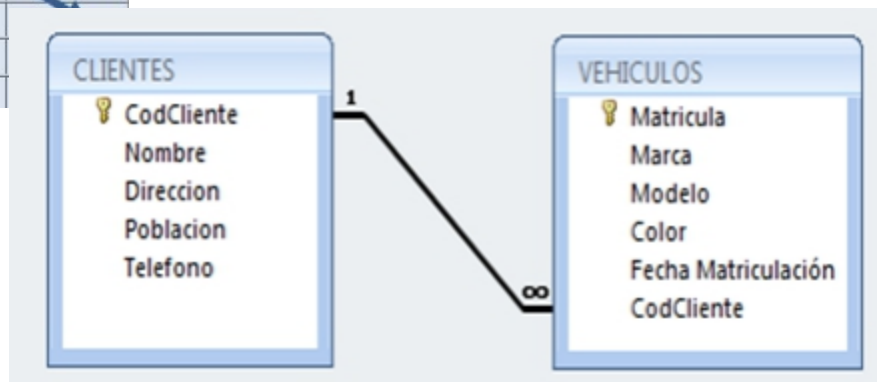 CLIENTES
CodCliente
Nombre
Direccion
Poblacion
Telefono
1
∞
VEHICULOS
Matricula
Marca
Modelo
Color
Fecha Matriculación
CodCliente